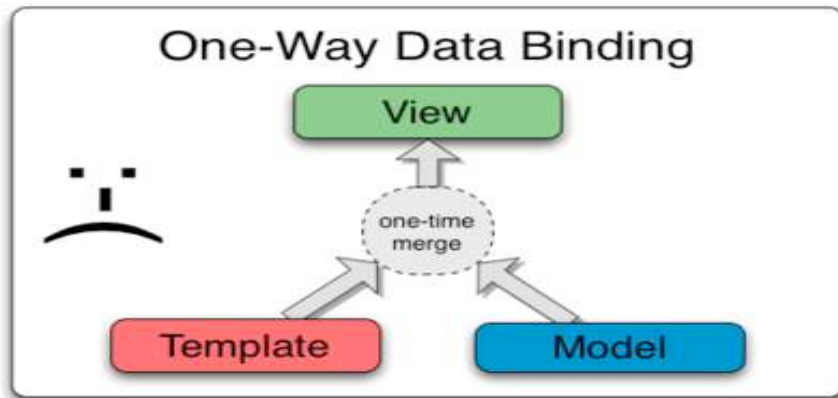 One-Way Data Binding
View
one-time
merge
Template
Model